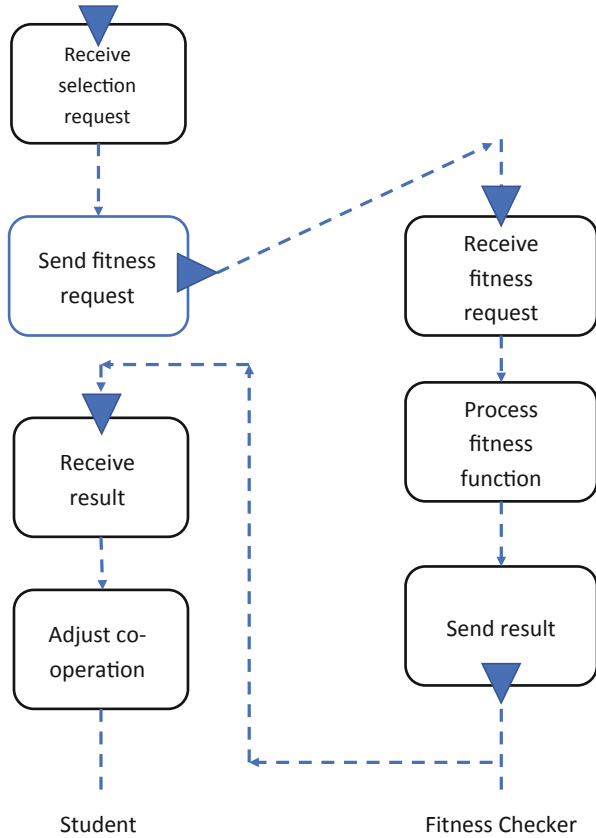 Receive
selection
request
Send fitness
request
Receive
fitness
request
Receive
result
Process
fitness
function
Adjust co-
operation
Send result
Student
Fitness Checker